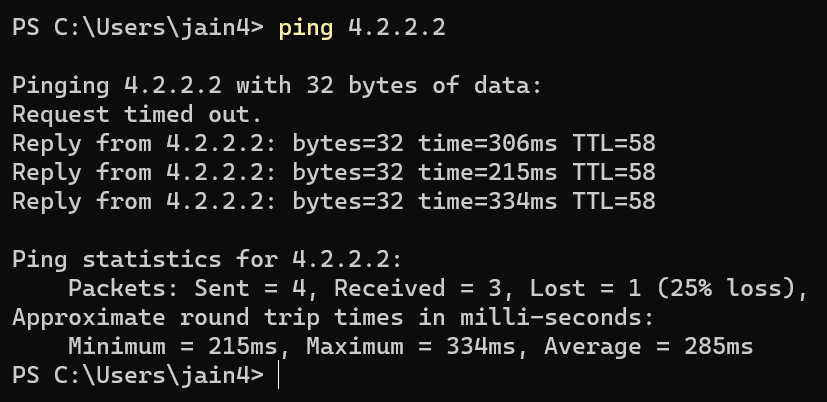 PS C:\Users\jain4> ping 4.2.2.2
Pinging 4.2.2.2 with 32 bytes of data:
Request timed out.
Reply from 4.2.2.2: bytes=32 time=306ms TTL=58
Reply from 4.2.2.2: bytes=32 time=215ms TTL=58
Reply from 4.2.2.2: bytes=32 time=334ms TTL=58
Ping statistics for 4.2.2.2:
    Packets: Sent = 4, Received = 3, Lost = 1 (25% loss),
Approximate round trip times in milli-seconds:
    Minimum = 215ms, Maximum = 334ms, Average = 285ms
PS C:\Users\jain4>